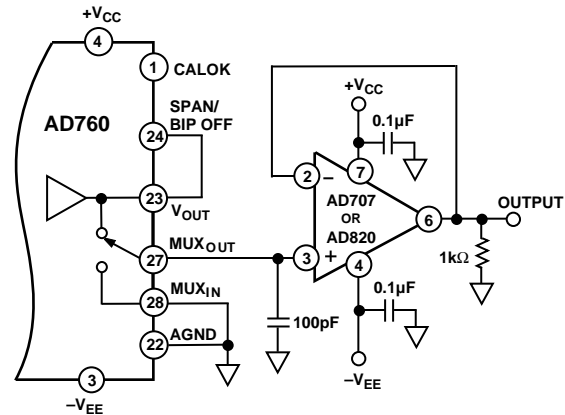 +VCC
4
1
CALOK
SPAN/
BIP OFF
AD760
24
23
VOUT
MUXOUT
27
MUXIN
28
AGND
22
3
−VEE
100pF
+VCC
0.1µF
7
2
−
AD707
OR
AD820
6
OUTPUT
3
+
4
1kΩ
0.1µF
−VEE